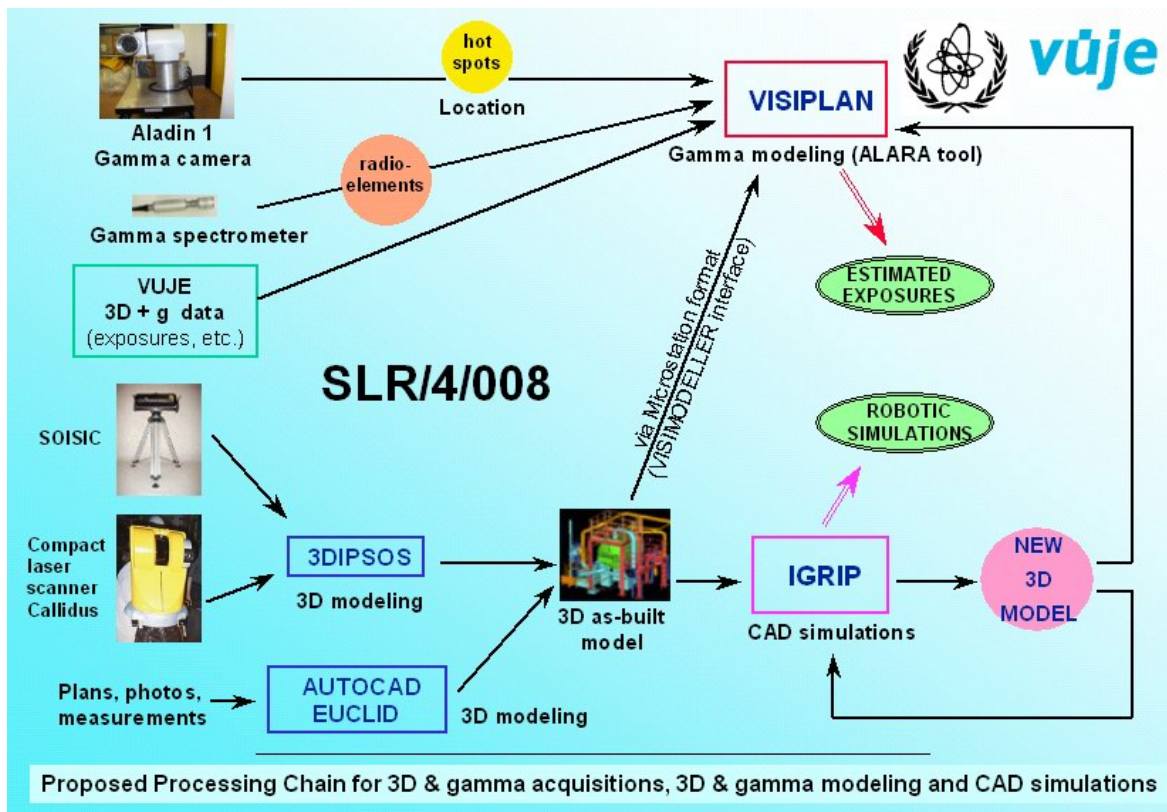 hot
spots
Location
Aladin 1
Gamma camera
radio-
elements
Gamma spectrometer
VUJE
3D + g data
(exposures, etc.)
VISIPLAN
Gamma modeling (ALARA tool)
vúje
ESTIMATED
EXPOSURES
via Microstation format
(VISIMODELLER interface)
SLR/4/008
ROBOTIC
SIMULATIONS
SOISIC
Compact
laser
scanner
Callidus
3DIPSOS
3D modeling
3D as-built
model
IGRIP
CAD simulations
NEW
3D
MODEL
Plans, photos,
measurements
AUTOCAD
EUCLID
3D modeling
Proposed Processing Chain for 3D & gamma acquisitions, 3D & gamma modeling and CAD simulations